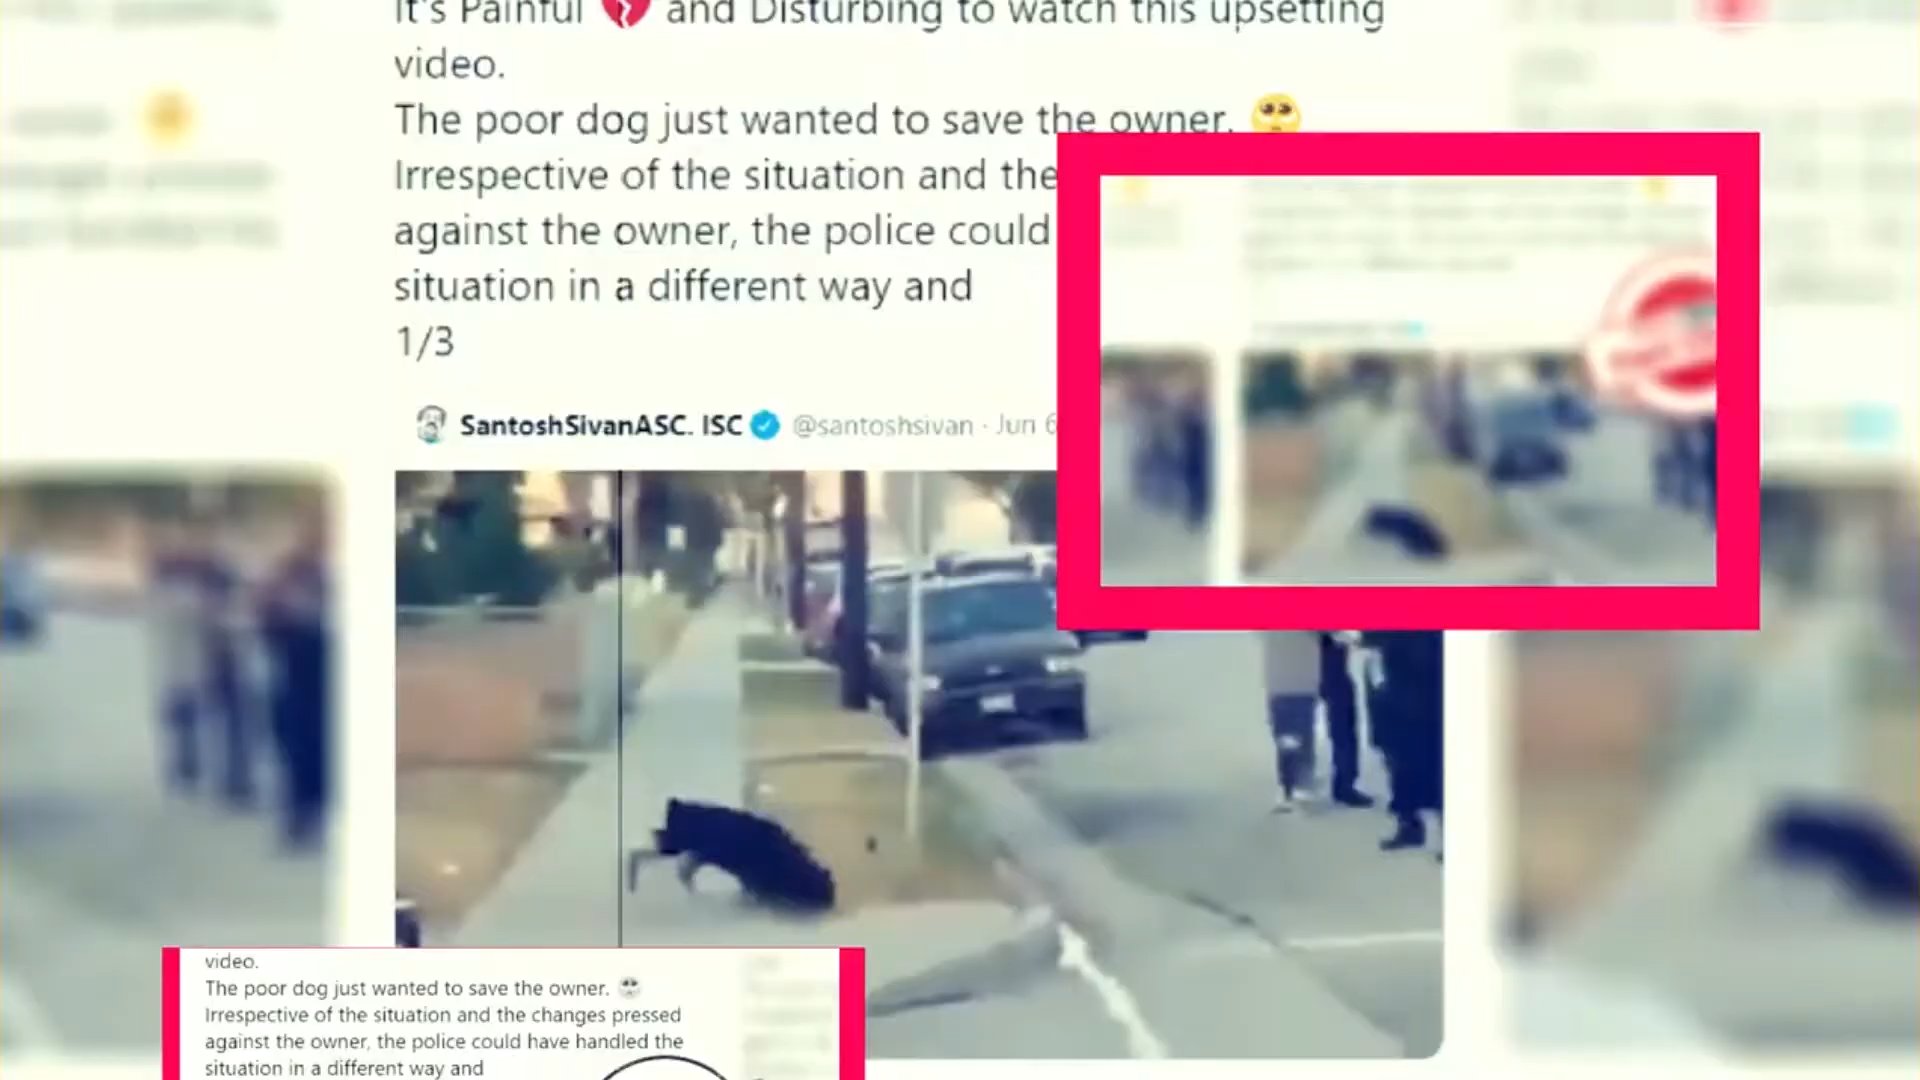 It's Painful 💔 and Disturbing to watch this upsetting
video.
The poor dog just wanted to save the owner. 🥺
Irrespective of the situation and the
against the owner, the police could
situation in a different way and
1/3
SantoshSivanASC. ISC @santoshsivan · Jun 6
video.
The poor dog just wanted to save the owner. 🥺
Irrespective of the situation and the changes pressed
against the owner, the police could have handled the
situation in a different way and